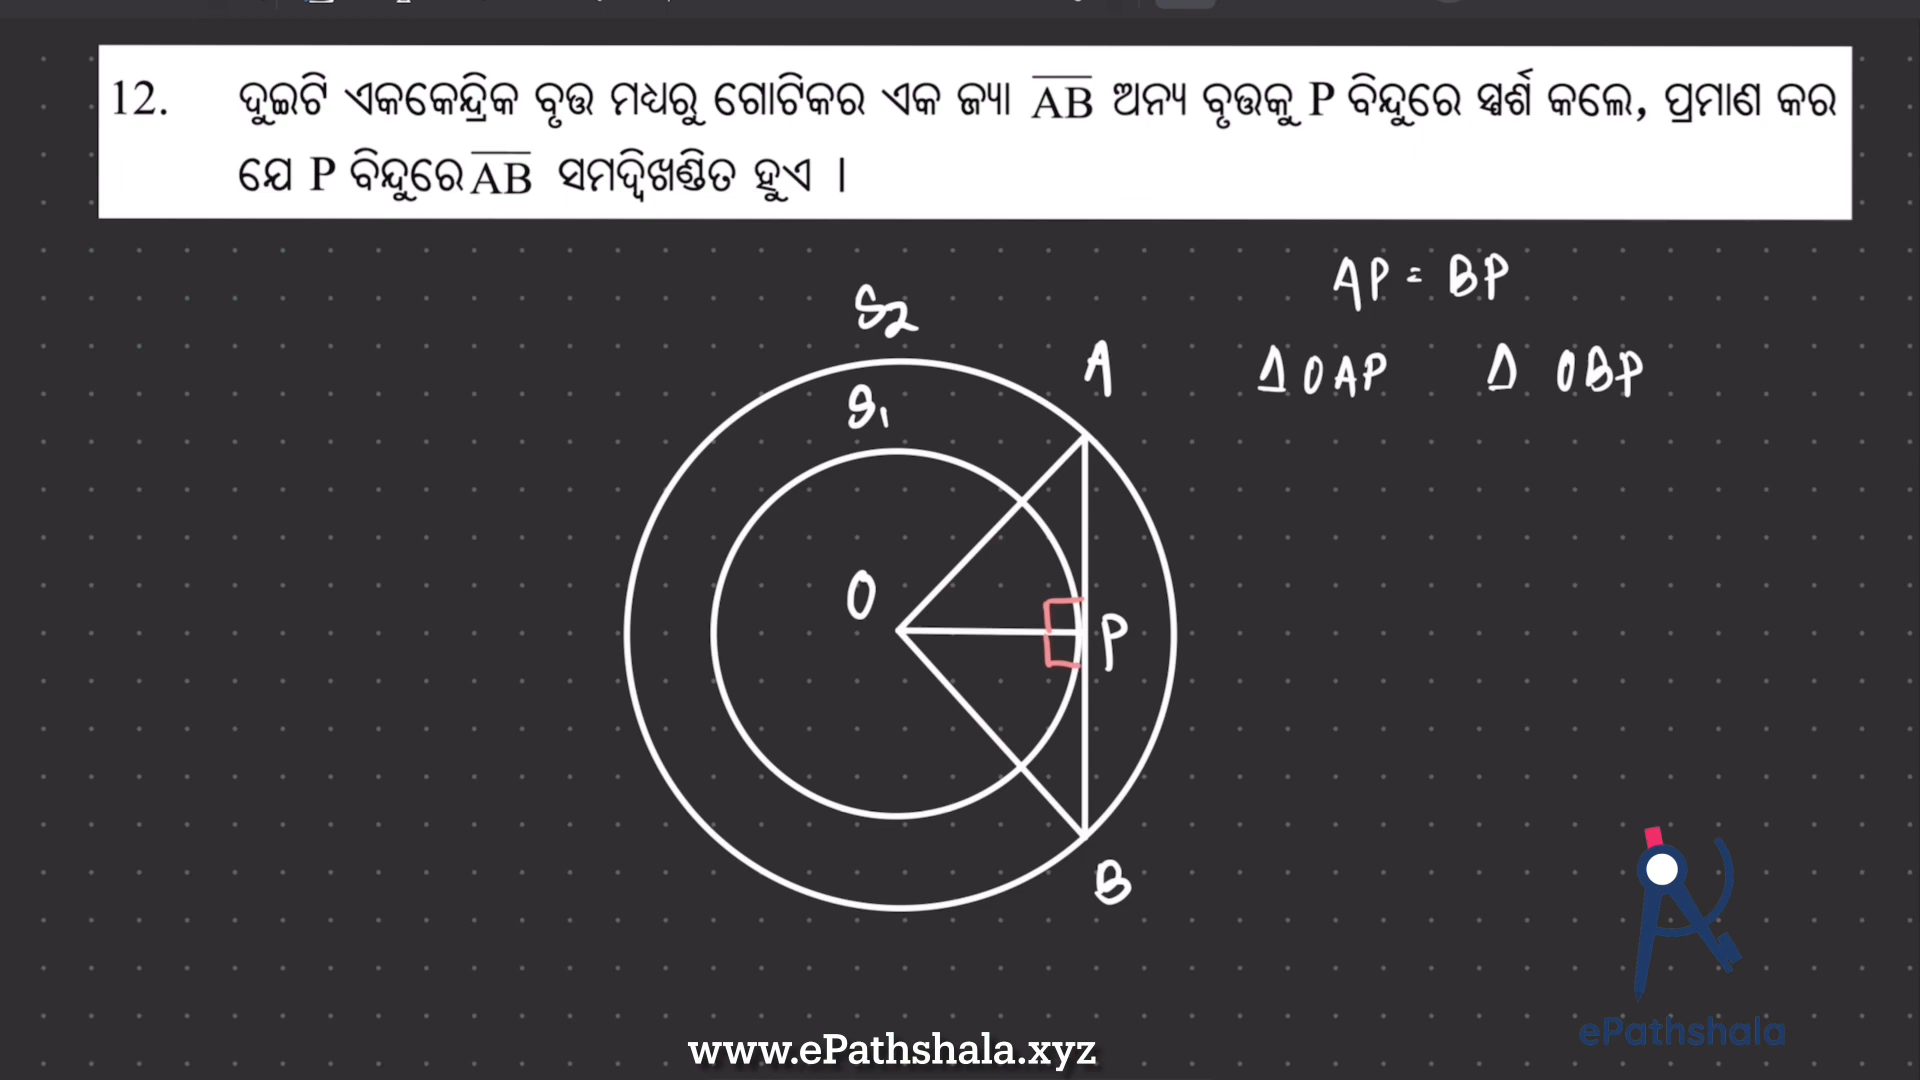 12. ଦୁଇଟି ଏକକେନ୍ଦ୍ରିକ ବୃତ୍ତ ମଧ୍ୟରୁ ଗୋଟିକର ଏକ ଜ୍ୟା AB ଅନ୍ୟ ବୃତ୍ତକୁ P ବିନ୍ଦୁରେ ସ୍ପର୍ଶ କଲେ, ପ୍ରମାଣ କର
ଯେ P ବିନ୍ଦୁରେ AB ସମଦ୍ୱିଖଣ୍ଡିତ ହୁଏ ।
AP = BP
S2
A
Δ OAP Δ OBP
S1
O
P
B
ePathshala
www.ePathshala.xyz